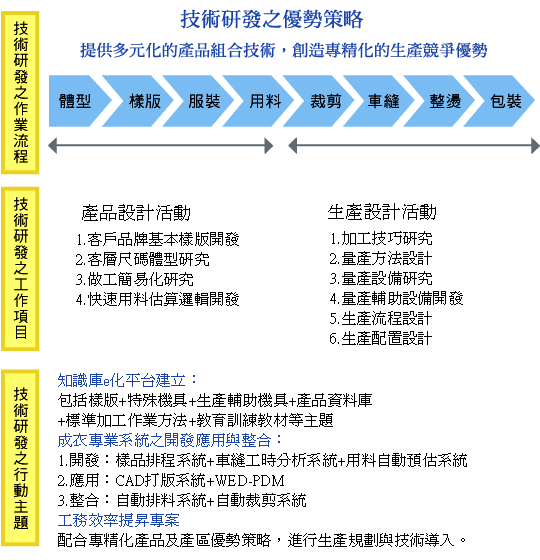 技術研發之優勢策略
提供多元化的產品組合技術，創造專精化的生產競爭優勢
技術研發之作業流程
體型 樣版 服裝 用料 裁剪 車縫 整燙 包裝
技術研發之工作項目
產品設計活動
1.客戶品牌基本樣版開發
2.客層尺碼體型研究
3.做工簡易化研究
4.快速用料估算邏輯開發
生產設計活動
1.加工技巧研究
2.量產方法設計
3.量產設備研究
4.量產輔助設備開發
5.生產流程設計
6.生產配置設計
技術研發之行動主題
知識庫e化平台建立：
包括樣版+特殊機具+生產輔助機具+產品資料庫
+標準加工作業方法+教育訓練教材等主題
成衣專業系統之開發應用與整合：
1.開發：樣品排程系統+車縫工時分析系統+用料自動預估系統
2.應用：CAD打版系統+WED-PDM
3.整合：自動排料系統+自動裁剪系統
工務效率提昇專案
配合專精化產品及產區優勢策略，進行生產規劃與技術導入。